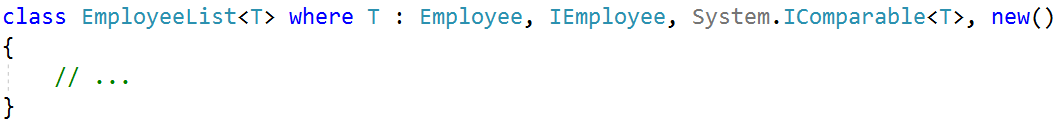 class EmployeeList<T> where T : Employee, IEmployee, System.IComparable<T>, new()
{
    // ...
}